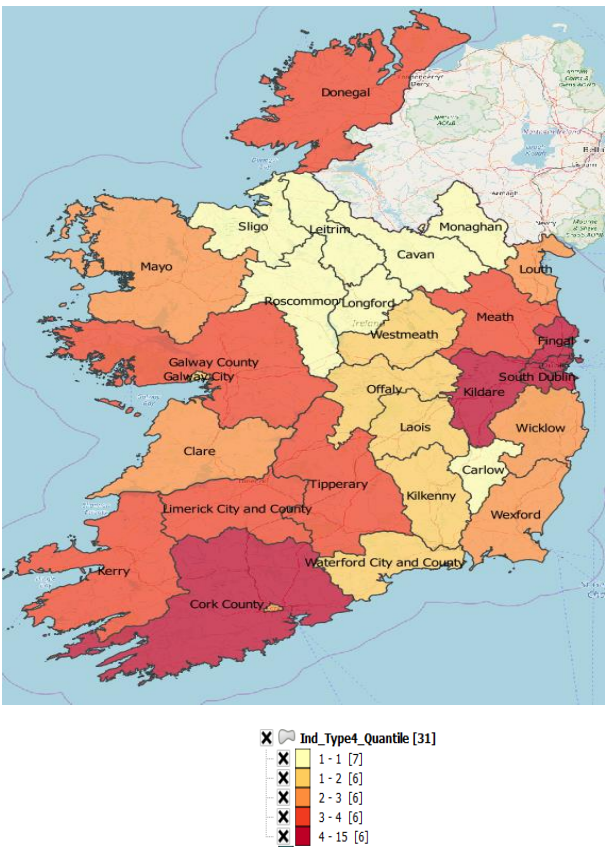 Donegal
Sligo
Leitrim
Monaghan
Cavan
Mayo
Louth
Roscommon
Longford
Meath
Westmeath
Fingal
Galway County
Galway City
South Dublin
Offaly
Kildare
Laois
Wicklow
Clare
Carlow
Tipperary
Kilkenny
Limerick City and County
Wexford
Waterford City and County
Kerry
Cork County
Ind_Type4_Quantile [31]
1 - 1 [7]
1 - 2 [6]
2 - 3 [6]
3 - 4 [6]
4 - 15 [6]